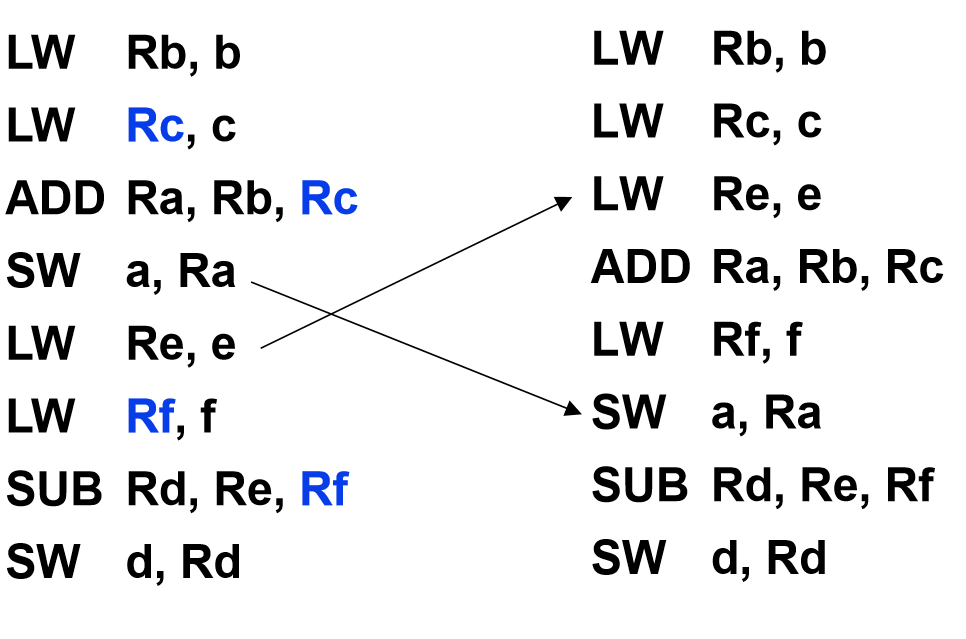 LW Rb, b
LW Rc, c
ADD Ra, Rb, Rc
SW a, Ra
LW Re, e
LW Rf, f
SUB Rd, Re, Rf
SW d, Rd
LW Rb, b
LW Rc, c
LW Re, e
ADD Ra, Rb, Rc
LW Rf, f
SW a, Ra
SUB Rd, Re, Rf
SW d, Rd